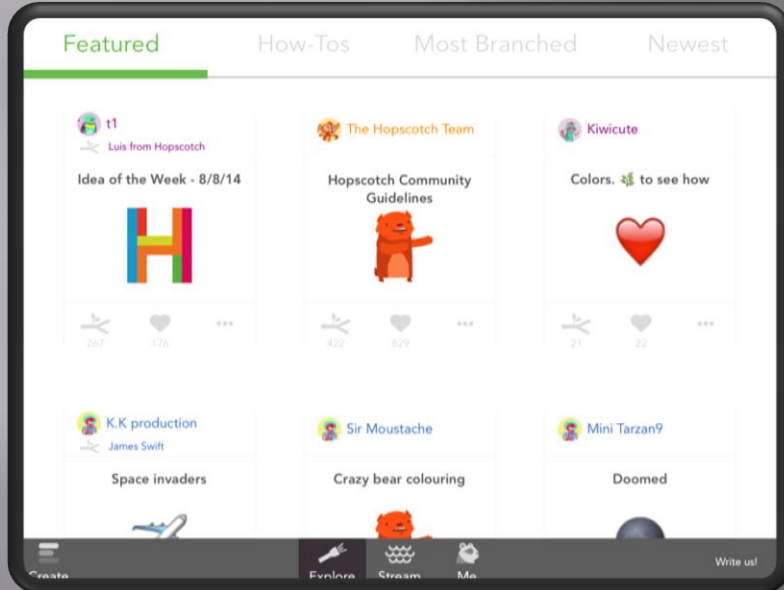 Featured
How-Tos
Most Branched
Newest
t1
Luis from Hopscotch
Idea of the Week - 8/8/14
267
176
The Hopscotch Team
Hopscotch Community
Guidelines
422
829
Kiwicute
Colors. 🌿 to see how
21
22
K.K production
James Swift
Space invaders
Sir Moustache
Crazy bear colouring
Mini Tarzan9
Doomed
Create
Explore
Stream
Me
Write us!